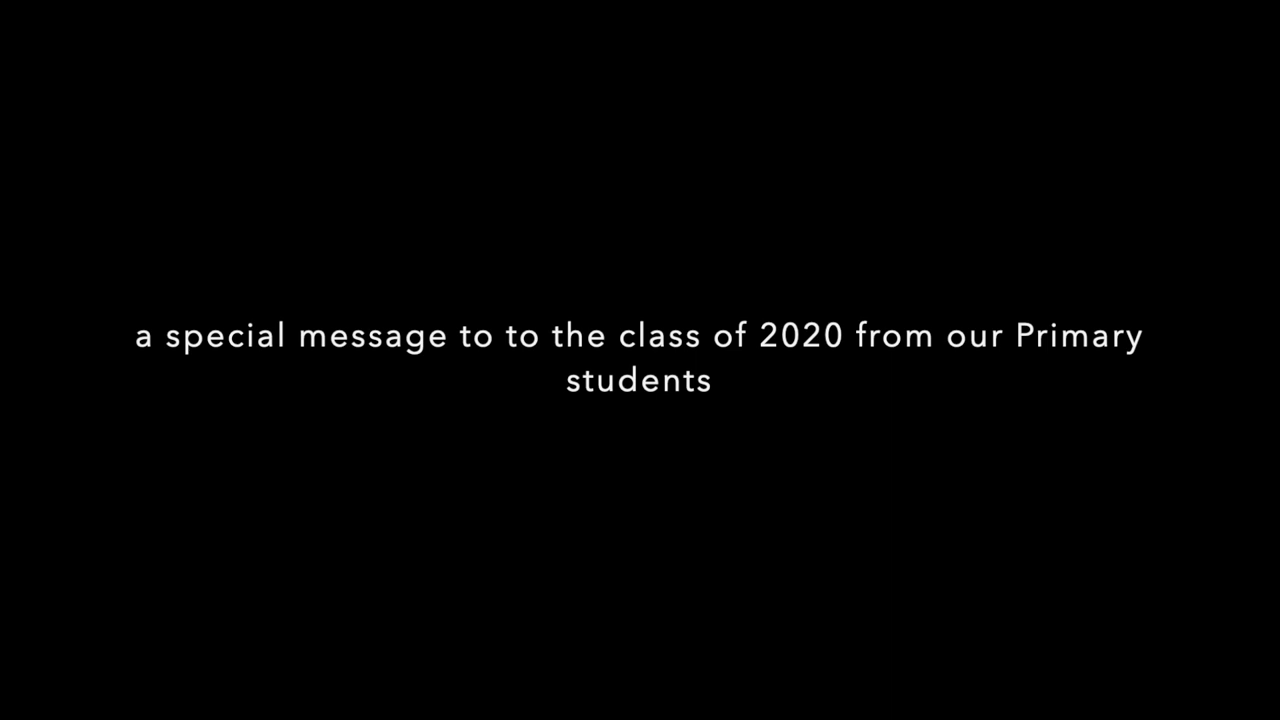 a special message to to the class of 2020 from our Primary
students